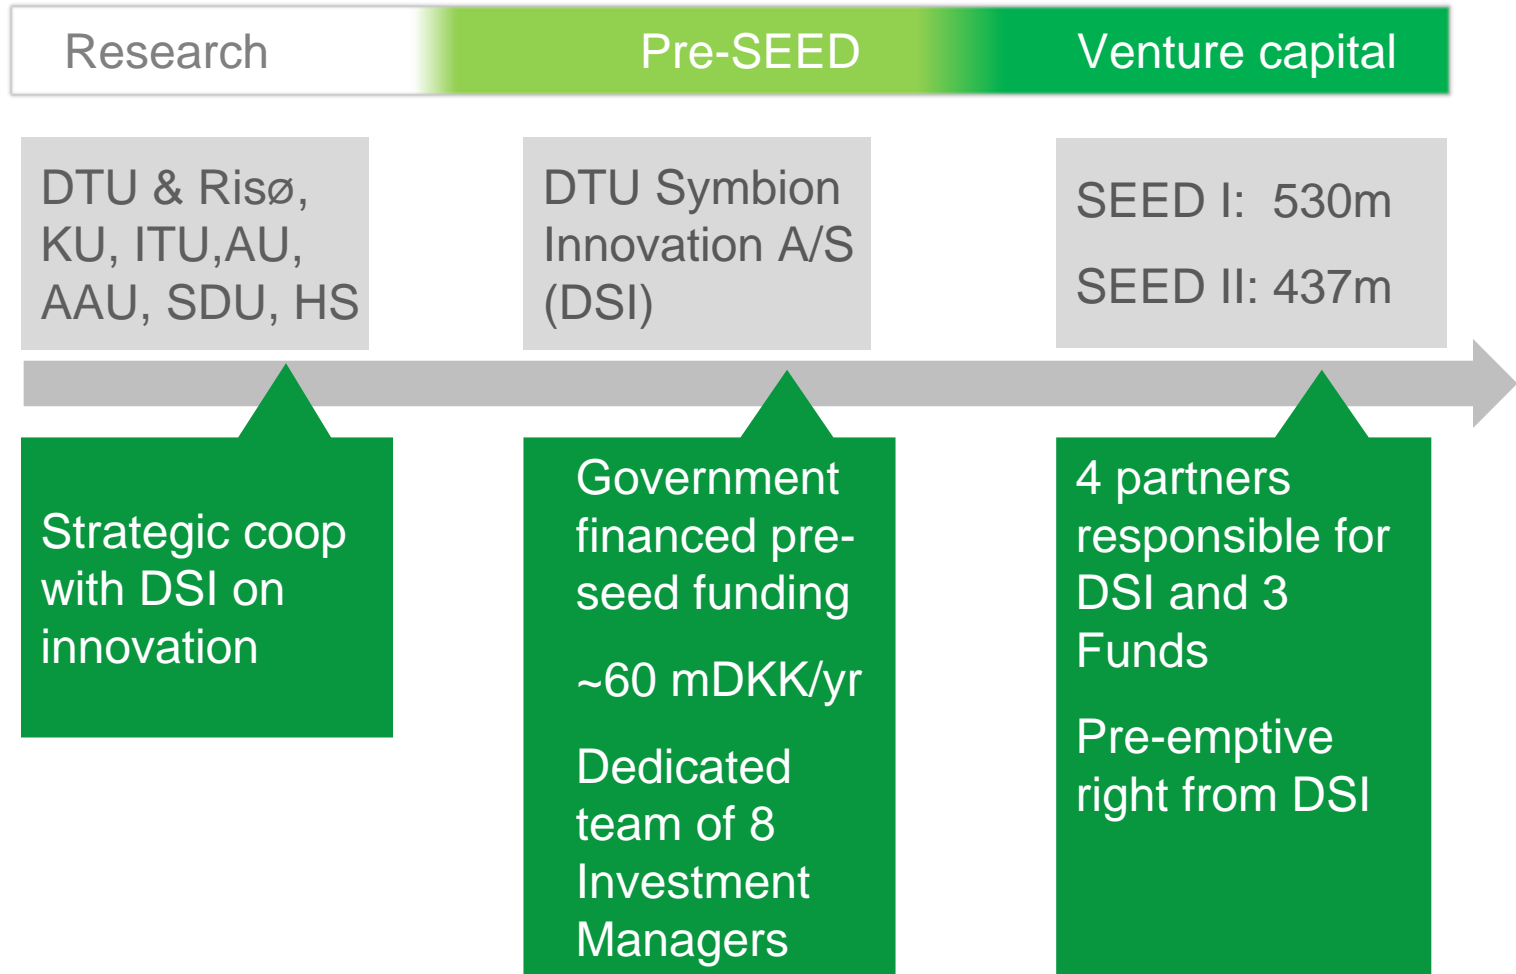 Research
Pre-SEED
Venture capital
DTU & Risø,
KU, ITU,AU,
AAU, SDU, HS
DTU Symbion
Innovation A/S
(DSI)
SEED I: 530m
SEED II: 437m
Strategic coop
with DSI on
innovation
Government
financed pre-
seed funding
~60 mDKK/yr
Dedicated
team of 8
Investment
Managers
4 partners
responsible for
DSI and 3
Funds
Pre-emptive
right from DSI